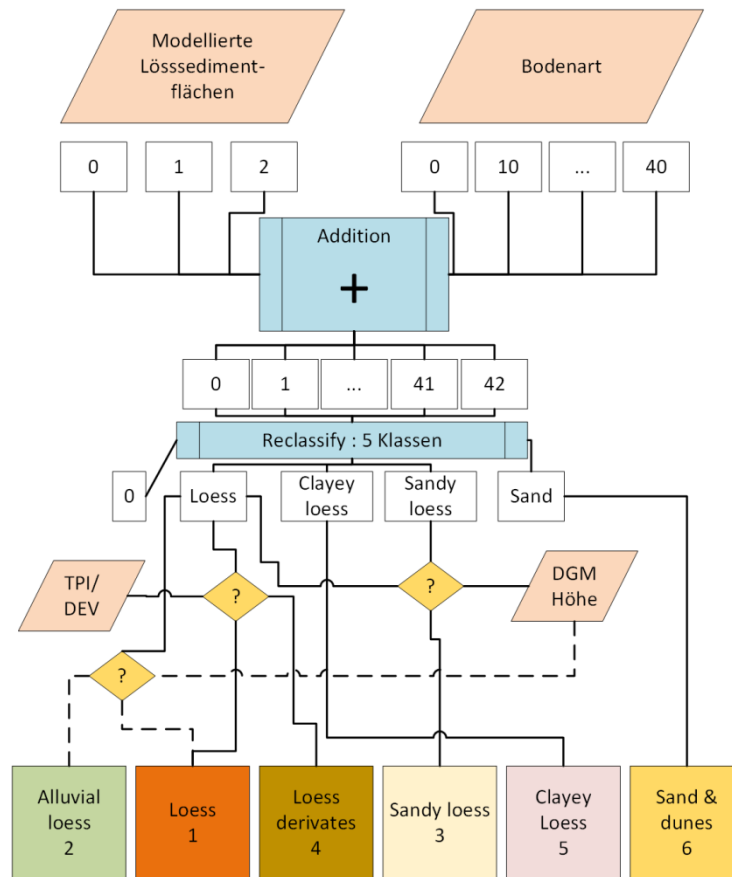 Modellierte
Lösssediment-
flächen
Bodenart
0
1
2
0
10
...
40
Addition
+
0
1
...
41
42
Reclassify : 5 Klassen
0
Loess
Clayey
loess
Sandy
loess
Sand
TPI/
DEV
?
?
DGM
Höhe
?
Alluvial
loess
2
Loess
1
Loess
derivates
4
Sandy loess
3
Clayey
Loess
5
Sand &
dunes
6